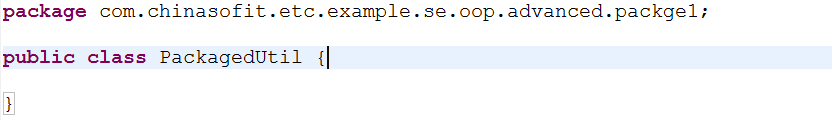 package com.chinasofit.etc.example.se.oop.advanced.packge1;
public class PackagedUtil {
}